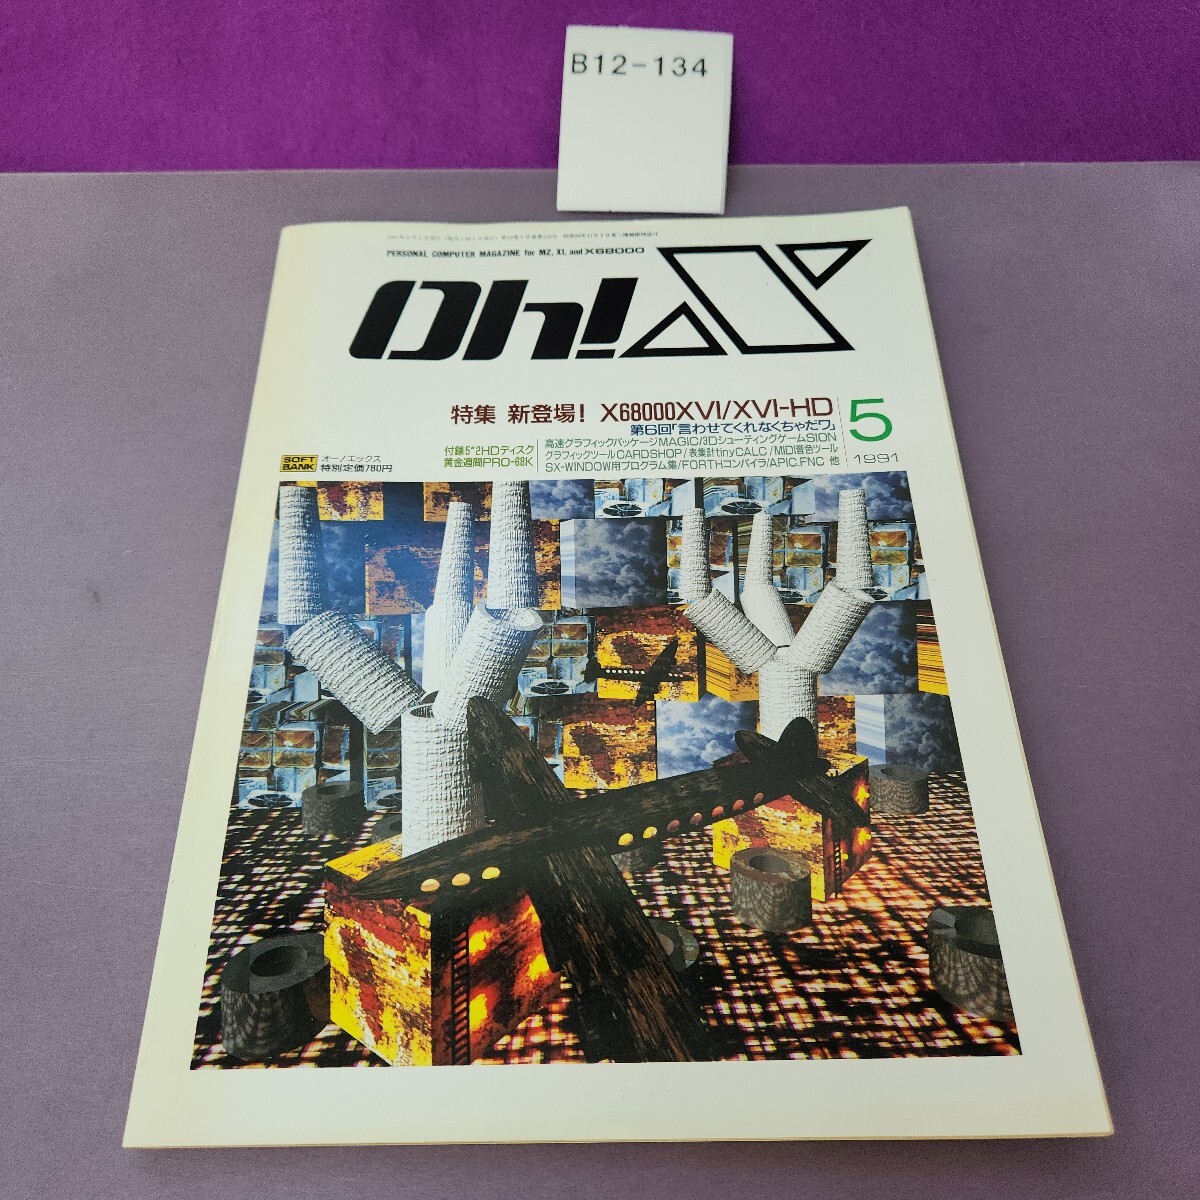 B12-134
PERSONAL COMPUTER MAGAZINE for MZ, X1, and X68000
Oh!X
特集 新登場! X68000XVI/XVI-HD
第6回「言わせてくれなくちゃだワ」
5
1991
付録5"2HDディスク
黄金週間PRO-68K
高速グラフィックパッケージMAGIC/3DシューティングゲームSION
グラフィックツールCARDSHOP/表集計tinyCALC/MIDI音色ツール
SX-WINDOW用プログラム集/FORTHコンパイラ/APIC.FNC 他
SOFT
BANK
オー!エックス
特別定価780円